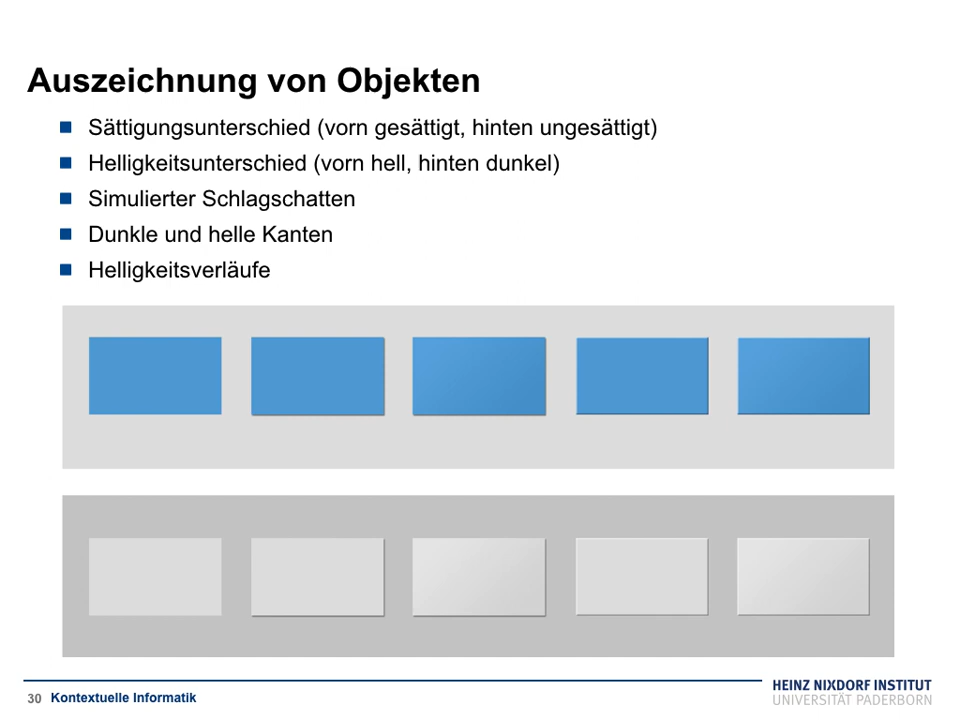 Auszeichnung von Objekten
Sättigungsunterschied (vorn gesättigt, hinten ungesättigt)
Helligkeitsunterschied (vorn hell, hinten dunkel)
Simulierter Schlagschatten
Dunkle und helle Kanten
Helligkeitsverläufe
30 Kontextuelle Informatik
HEINZ NIXDORF INSTITUT
UNIVERSITÄT PADERBORN